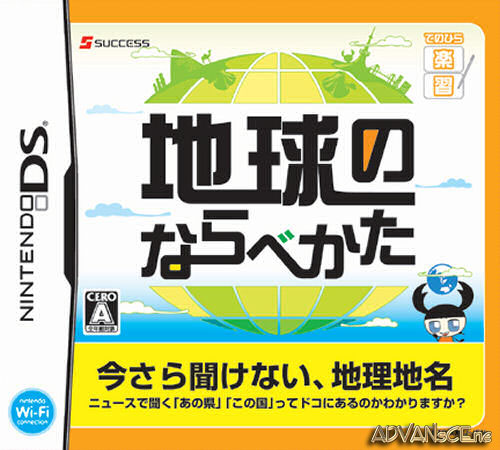 SUCCESS
てのひら
楽
習
NINTENDO DS
地球の
ならべかた
CERO
A
全年齢対象
今さら聞けない、地理地名
ニュースで聞く「あの県」「この国」ってドコにあるのかわかりますか？
nintendo
Wi-Fi
connection
ADVANsCEne